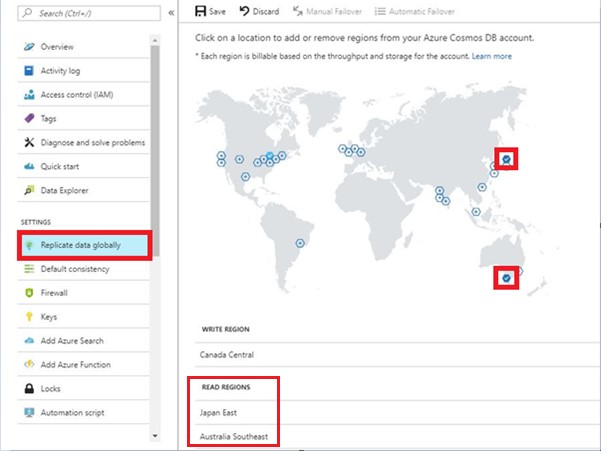 Search (Ctrl+/)
Overview
Activity log
Access control (IAM)
Tags
Diagnose and solve problems
Quick start
Data Explorer
SETTINGS
Replicate data globally
Default consistency
Firewall
Keys
Add Azure Search
Add Azure Function
Locks
Automation script
Save Discard Manual Failover Automatic Failover
Click on a location to add or remove regions from your Azure Cosmos DB account.
* Each region is billable based on the throughput and storage for the account. Learn more
WRITE REGION
Canada Central
READ REGIONS
Japan East
Australia Southeast